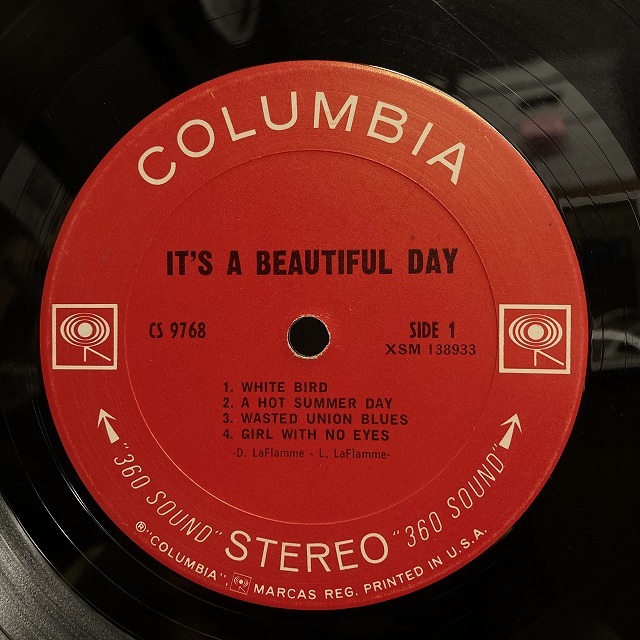 COLUMBIA
IT'S A BEAUTIFUL DAY
CS 9768
SIDE 1
XSM 138933
1. WHITE BIRD
2. A HOT SUMMER DAY
3. WASTED UNION BLUES
4. GIRL WITH NO EYES
-D. LaFlamme - L. LaFlamme-
"360 SOUND" STEREO "360 SOUND"
® "COLUMBIA", MARCAS REG. PRINTED IN U.S.A.